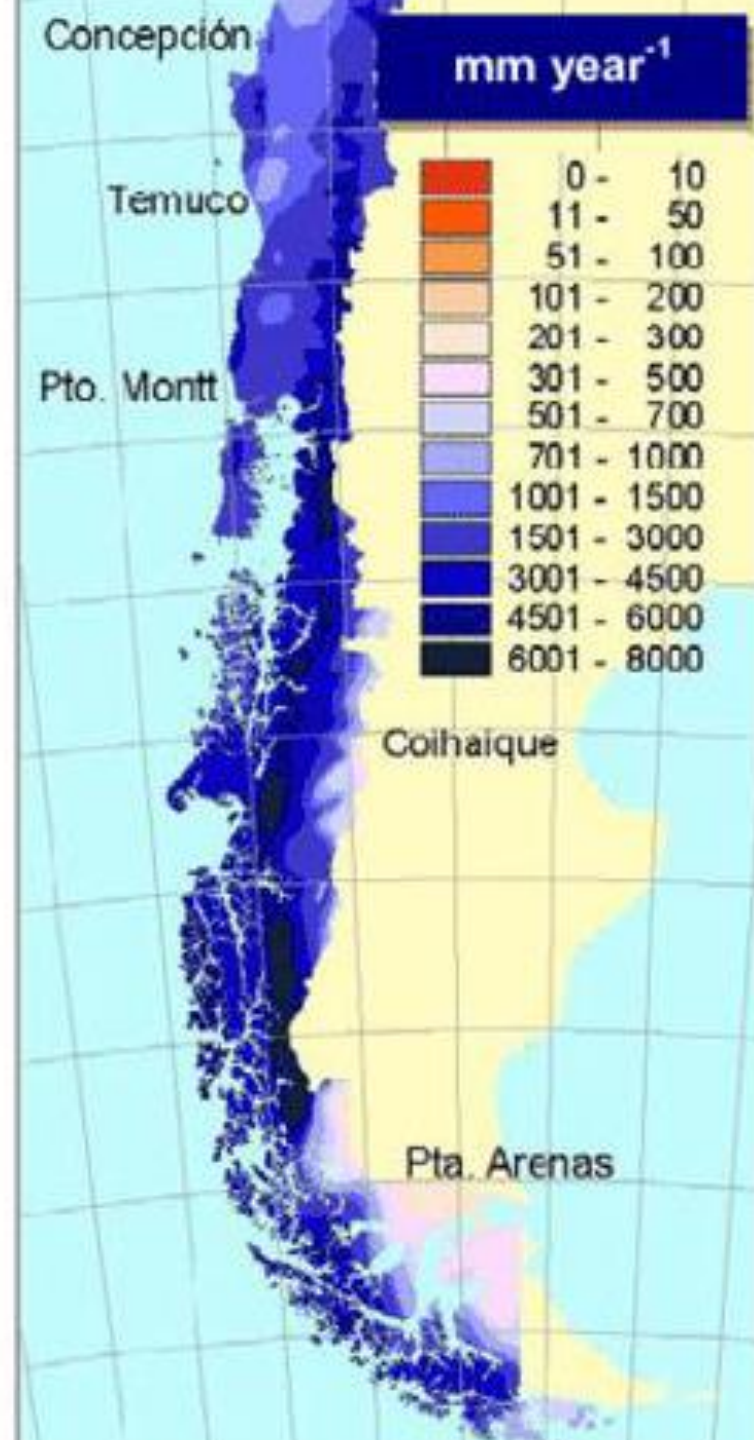 Concepción
mm year-1
0 - 10
Temuco
11 - 50
51 - 100
101 - 200
201 - 300
Pto. Montt
301 - 500
501 - 700
701 - 1000
1001 - 1500
1501 - 3000
3001 - 4500
4501 - 6000
6001 - 8000
Coihaique
Pta. Arenas